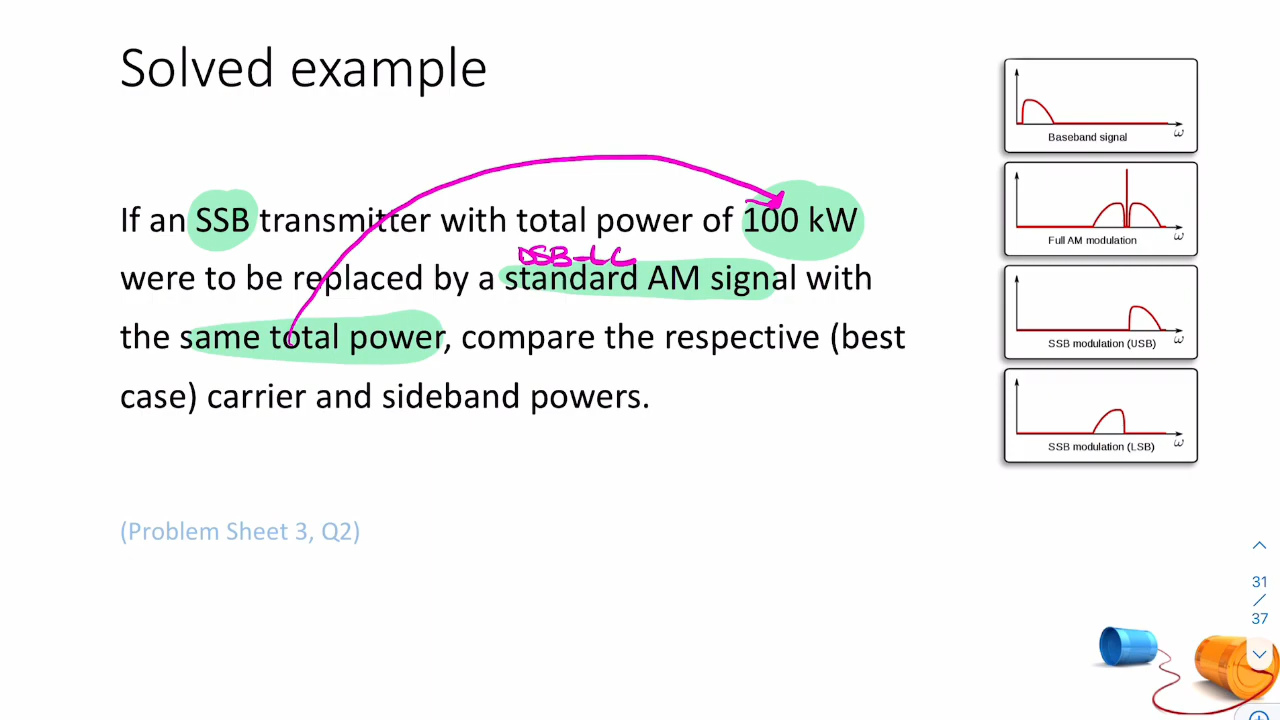 Solved example
If an SSB transmitter with total power of 100 kW
DSB-LC
were to be replaced by a standard AM signal with
the same total power, compare the respective (best
case) carrier and sideband powers.
(Problem Sheet 3, Q2)
ω
Baseband signal
ω
Full AM modulation
ω
SSB modulation (USB)
ω
SSB modulation (LSB)
31
/
37